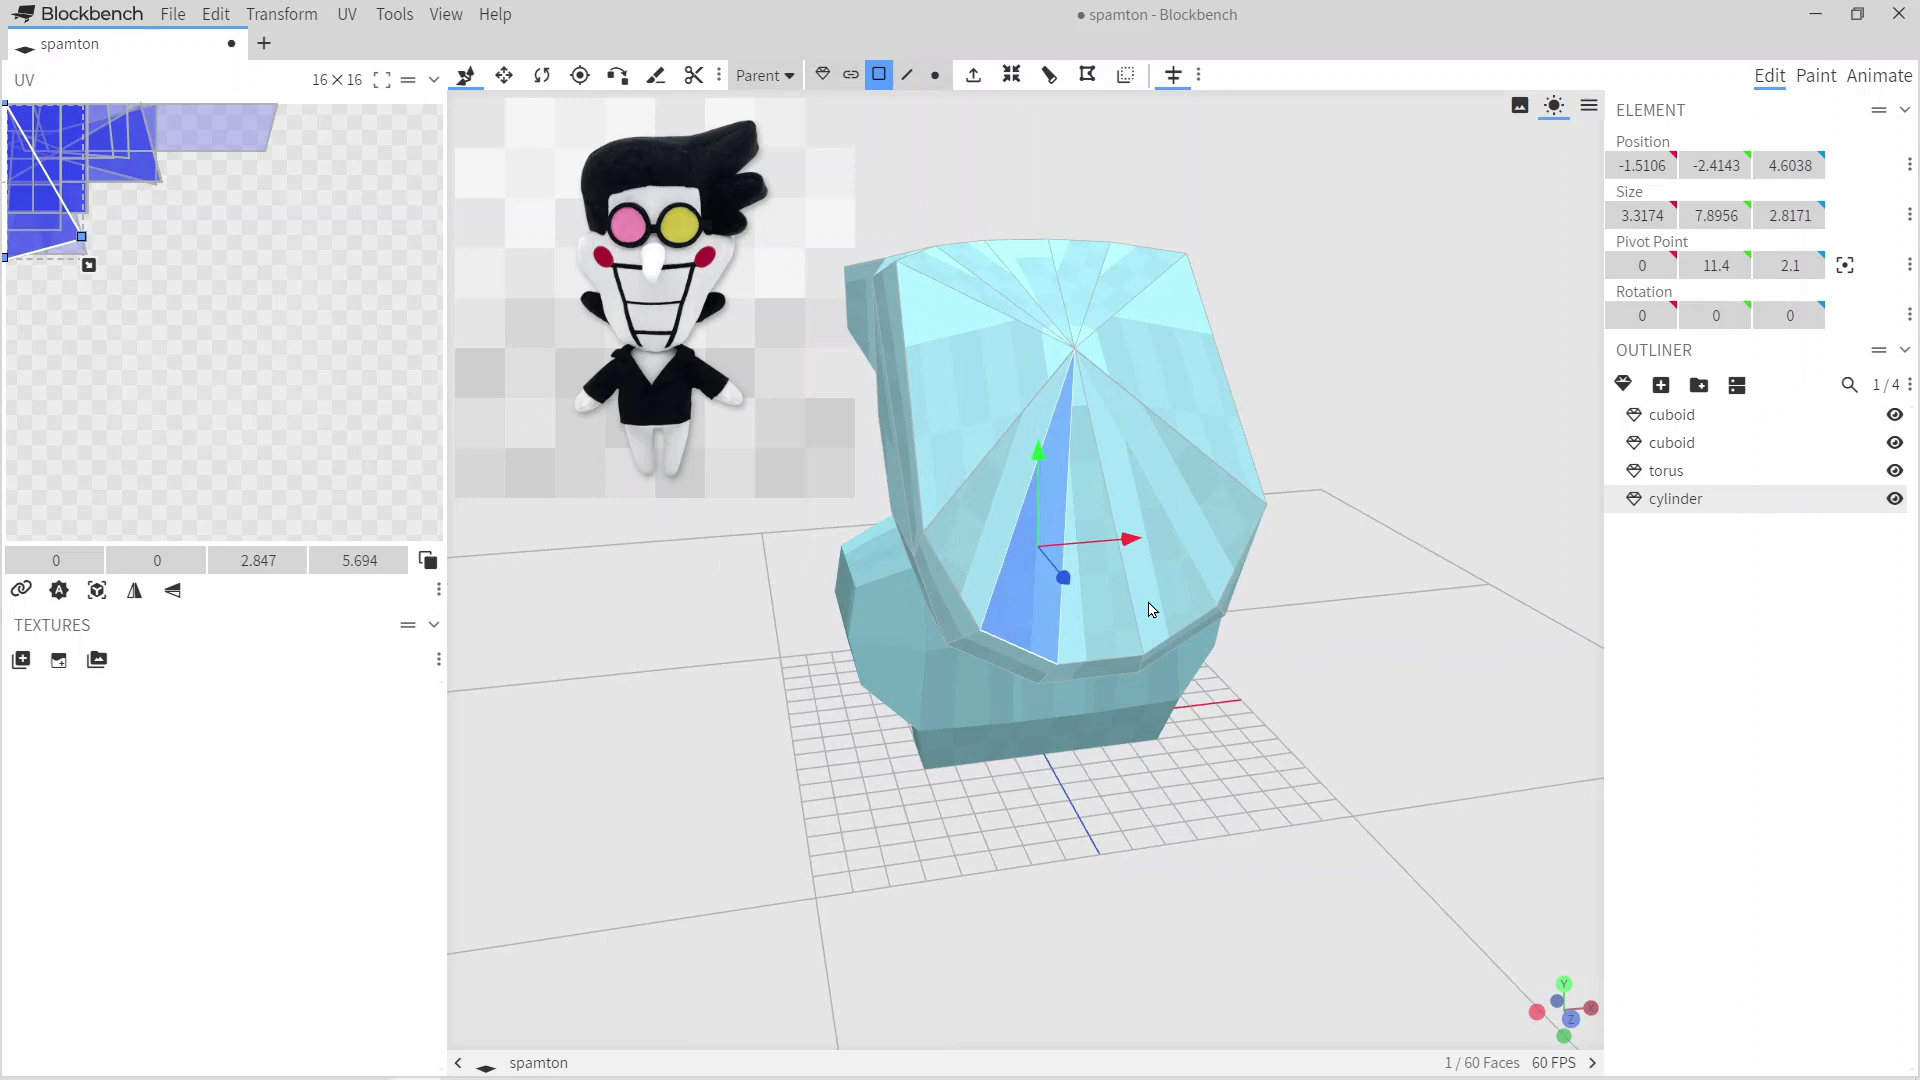 Blockbench File Edit Transform UV Tools View Help
● spamton - Blockbench
spamton
UV 16 × 16
Parent
Edit Paint Animate
ELEMENT
Position
-1.5106 -2.4143 4.6038
Size
3.3174 7.8956 2.8171
Pivot Point
0 11.4 2.1
Rotation
0 0 0
OUTLINER
1 / 4
cuboid
cuboid
torus
cylinder
0 0 2.847 5.694
TEXTURES
Y
X
Z
spamton
1 / 60 Faces 60 FPS